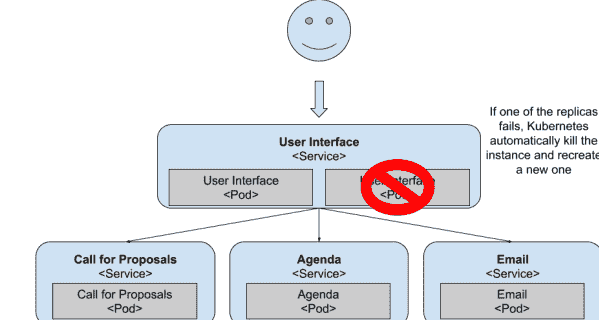 If one of the replicas
fails, Kubernetes
automatically kill the
instance and recreate
a new one
User Interface
<Service>
User Interface
<Pod>
Call for Proposals
<Service>
Call for Proposals
<Pod>
Agenda
<Service>
Agenda
<Pod>
Email
<Service>
Email
<Pod>